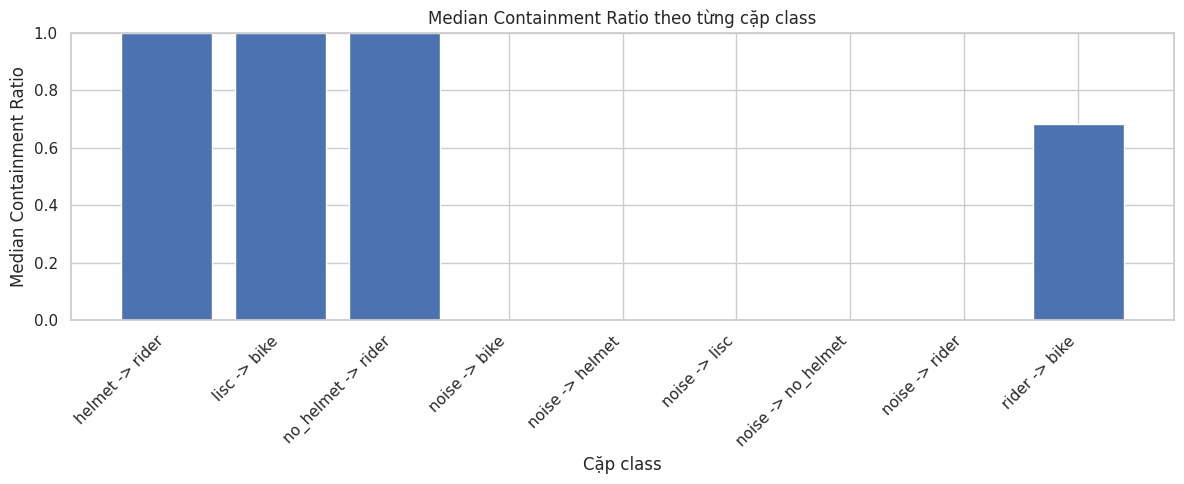 Median Containment Ratio theo từng cặp class
Median Containment Ratio
1.0
0.8
0.6
0.4
0.2
0.0
helmet -> rider
lisc -> bike
no_helmet -> rider
noise -> bike
noise -> helmet
noise -> lisc
noise -> no_helmet
noise -> rider
rider -> bike
Cặp class